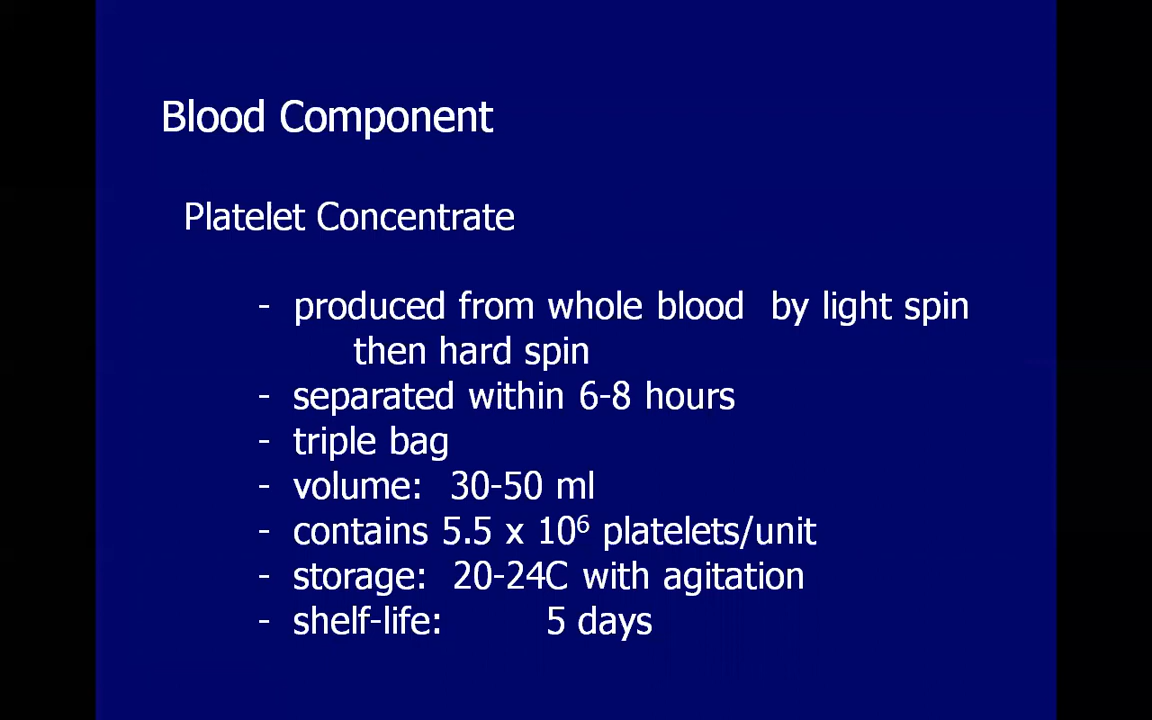 Blood Component
Platelet Concentrate
- produced from whole blood by light spin
then hard spin
- separated within 6-8 hours
- triple bag
- volume: 30-50 ml
- contains 5.5 x 10⁶ platelets/unit
- storage: 20-24C with agitation
- shelf-life: 5 days